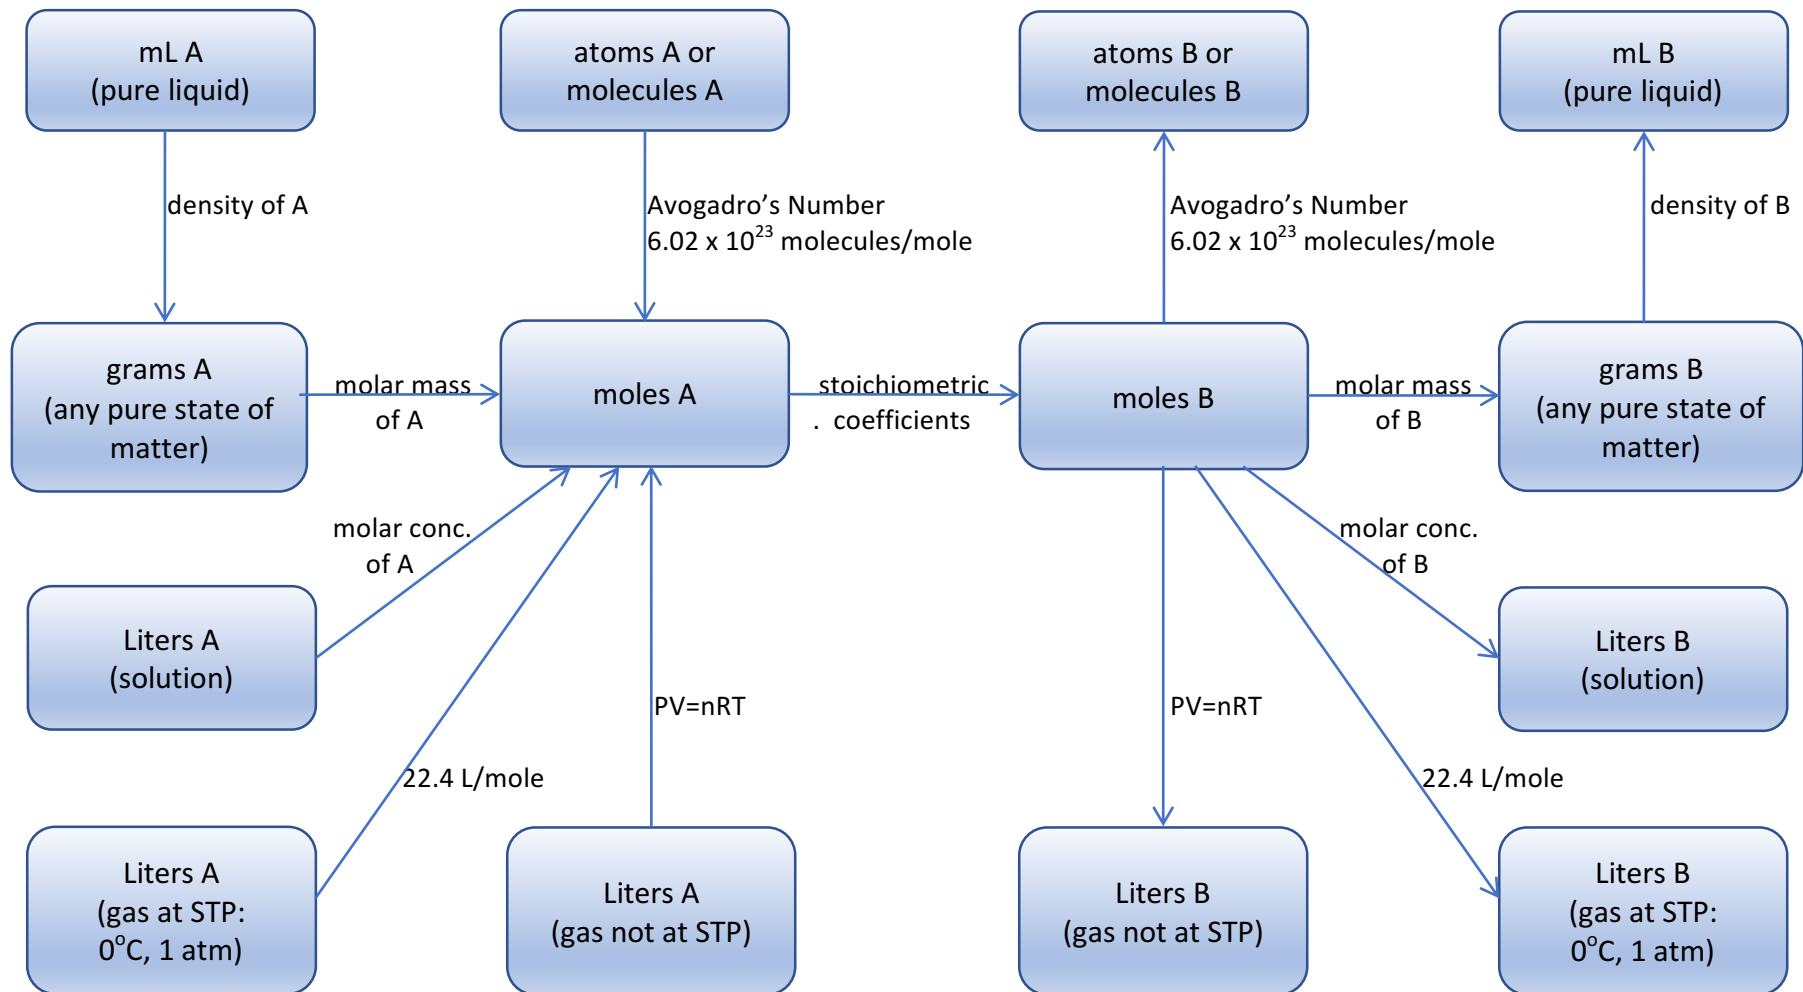 mL A
(pure liquid)
atoms A or
molecules A
atoms B or
molecules B
mL B
(pure liquid)
density of A
Avogadro’s Number
6.02 x 10²³ molecules/mole
Avogadro’s Number
6.02 x 10²³ molecules/mole
density of B
grams A
(any pure state of
matter)
molar mass
of A
moles A
stoichiometric
. coefficients
moles B
molar mass
of B
grams B
(any pure state of
matter)
molar conc.
of A
molar conc.
of B
Liters A
(solution)
Liters B
(solution)
PV=nRT
PV=nRT
22.4 L/mole
22.4 L/mole
Liters A
(gas at STP:
0°C, 1 atm)
Liters A
(gas not at STP)
Liters B
(gas not at STP)
Liters B
(gas at STP:
0°C, 1 atm)